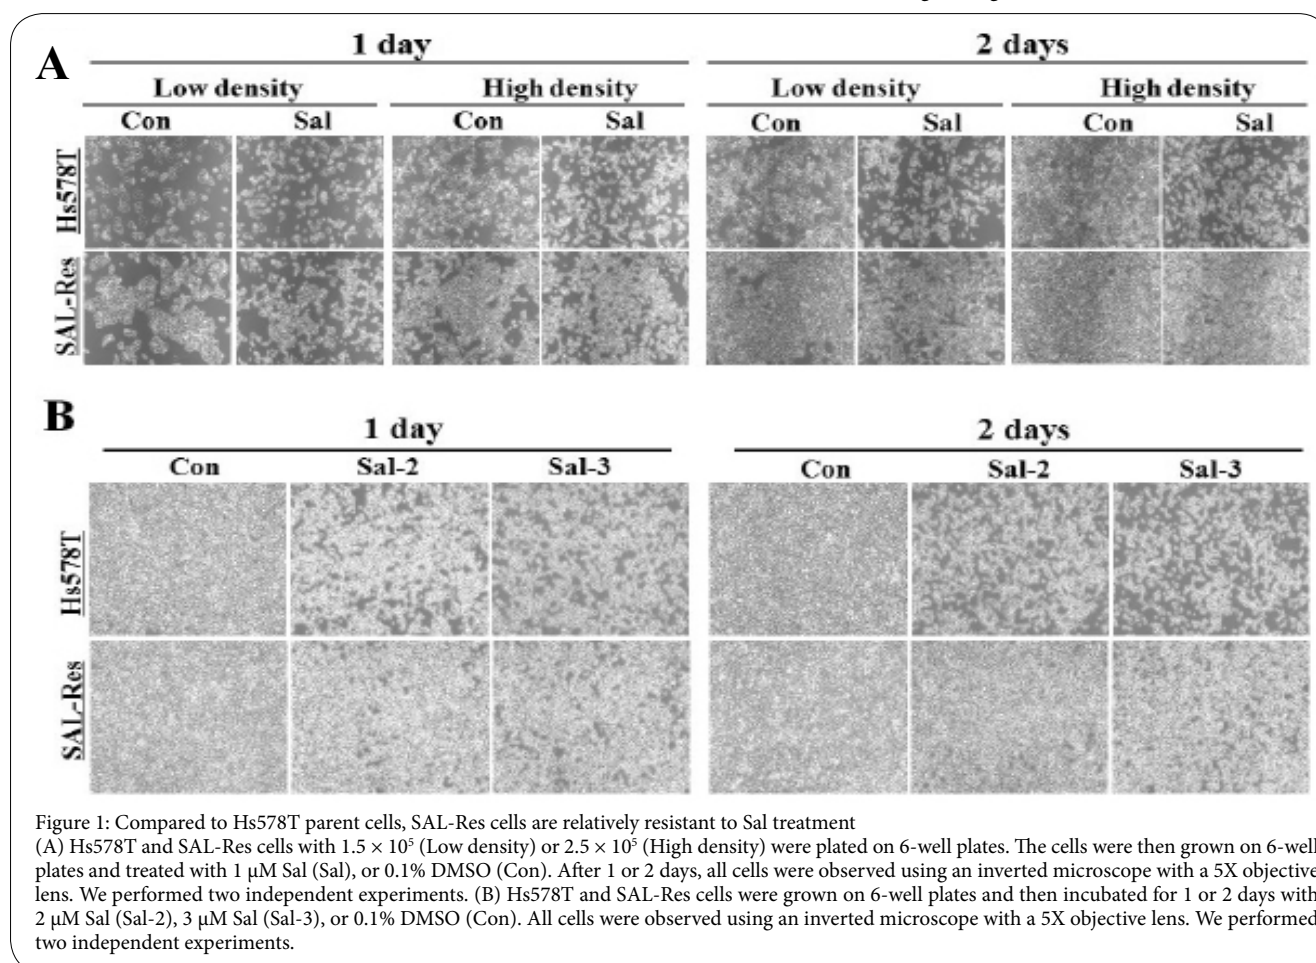 A
1 day
2 days
Low density
High density
Low density
High density
Con
Sal
Con
Sal
Con
Sal
Con
Sal
Hs578T
SAL-Res
B
1 day
2 days
Con
Sal-2
Sal-3
Con
Sal-2
Sal-3
Hs578T
SAL-Res
Figure 1: Compared to Hs578T parent cells, SAL-Res cells are relatively resistant to Sal treatment
(A) Hs578T and SAL-Res cells with 1.5 × 10⁵ (Low density) or 2.5 × 10⁵ (High density) were plated on 6-well plates. The cells were then grown on 6-well
plates and treated with 1 μM Sal (Sal), or 0.1% DMSO (Con). After 1 or 2 days, all cells were observed using an inverted microscope with a 5X objective
lens. We performed two independent experiments. (B) Hs578T and SAL-Res cells were grown on 6-well plates and then incubated for 1 or 2 days with
2 μM Sal (Sal-2), 3 μM Sal (Sal-3), or 0.1% DMSO (Con). All cells were observed using an inverted microscope with a 5X objective lens. We performed
two independent experiments.